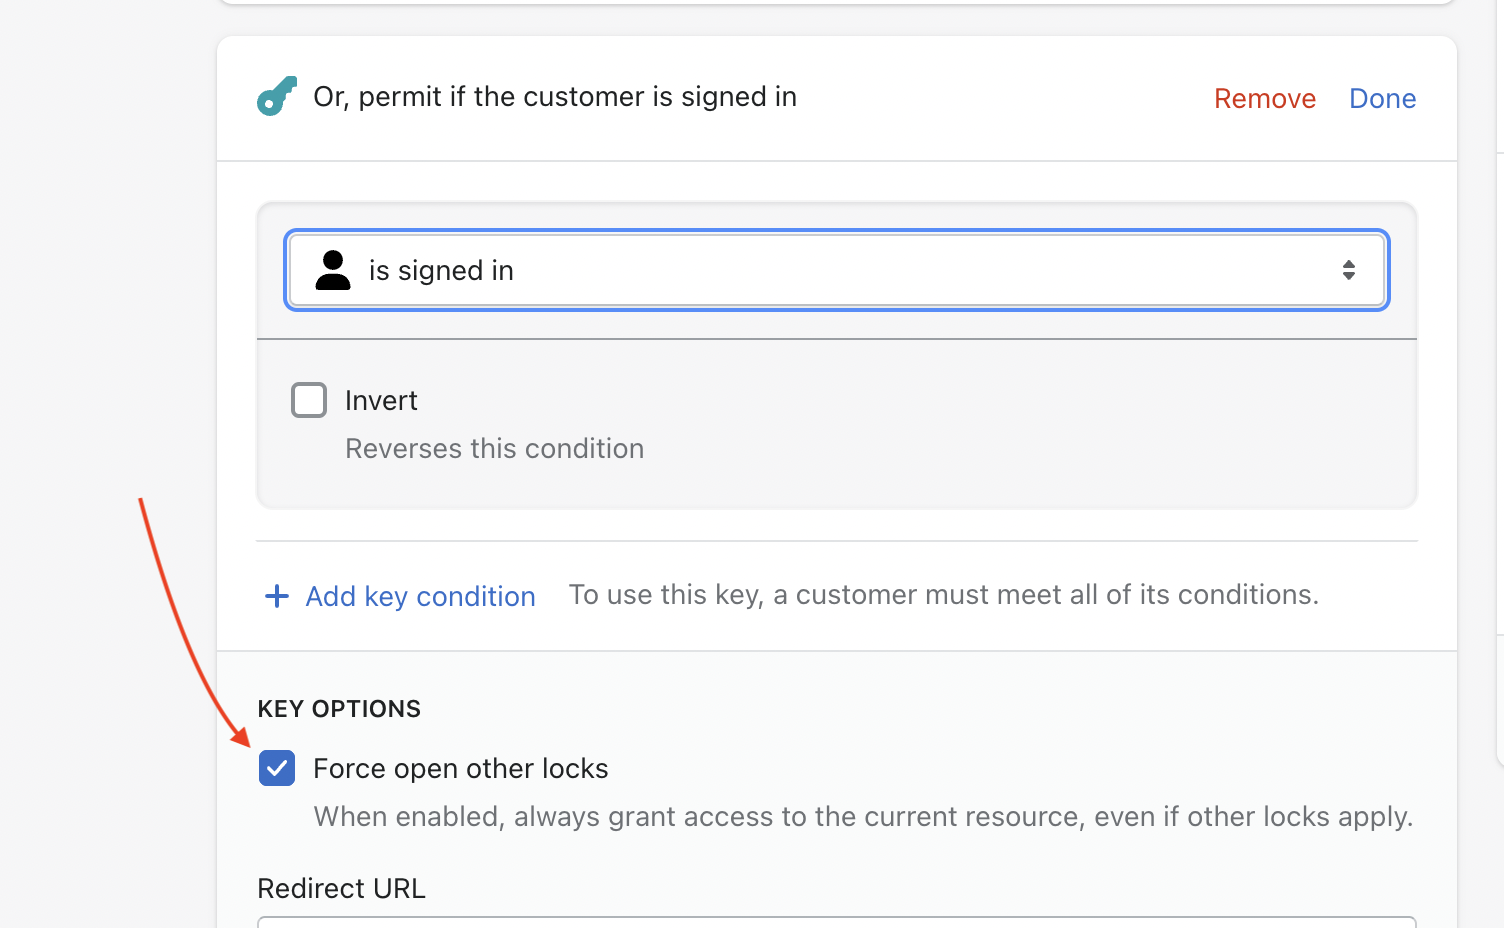 Or, permit if the customer is signed in
Remove
Done
is signed in
Invert
Reverses this condition
Add key condition
To use this key, a customer must meet all of its conditions.
KEY OPTIONS
Force open other locks
When enabled, always grant access to the current resource, even if other locks apply.
Redirect URL